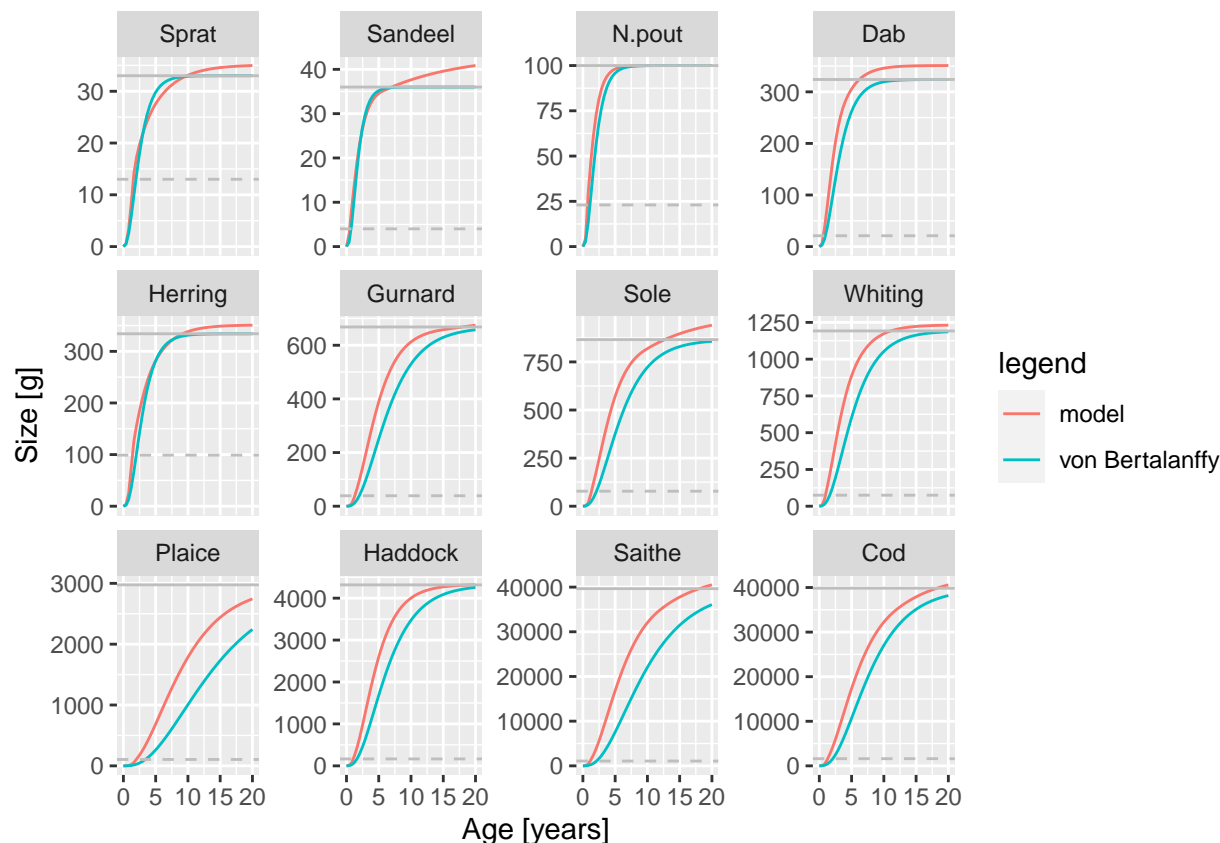 Sprat Sandeel N.pout Dab
30 20 10 0
40 30 20 10 0
100 75 50 25 0
300 200 100 0
Herring Gurnard Sole Whiting
300 200 100 0
600 400 200 0
750 500 250 0
1250 1000 750 500 250 0
Plaice Haddock Saithe Cod
3000 2000 1000 0
4000 3000 2000 1000 0
40000 30000 20000 10000 0
40000 30000 20000 10000 0
0 5 10 15 20 0 5 10 15 20 0 5 10 15 20 0 5 10 15 20
Size [g]
Age [years]
legend
model
von Bertalanffy